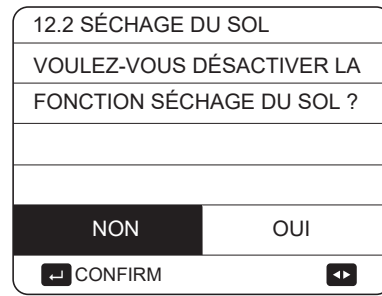 12.2 SÉCHAGE DU SOL
VOULEZ-VOUS DÉSACTIVER LA
FONCTION SÉCHAGE DU SOL ?
NON OUI
CONFIRM